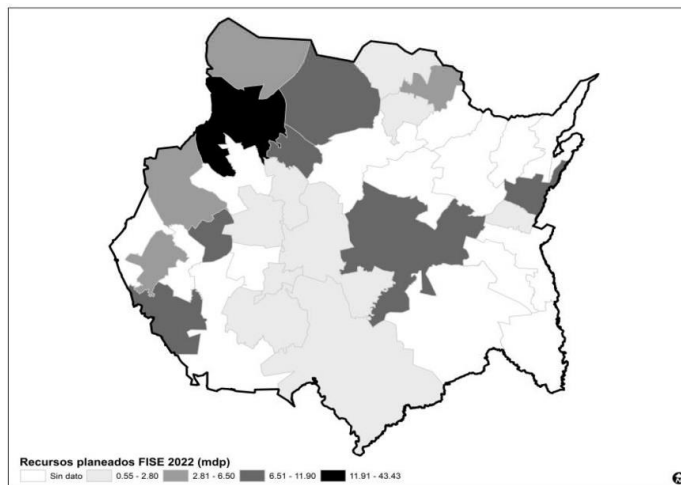 Recursos planeados FISE 2022 (mdp)
Sin dato 0.55 - 2.80 2.81 - 6.50 6.51 - 11.90 11.91 - 43.43